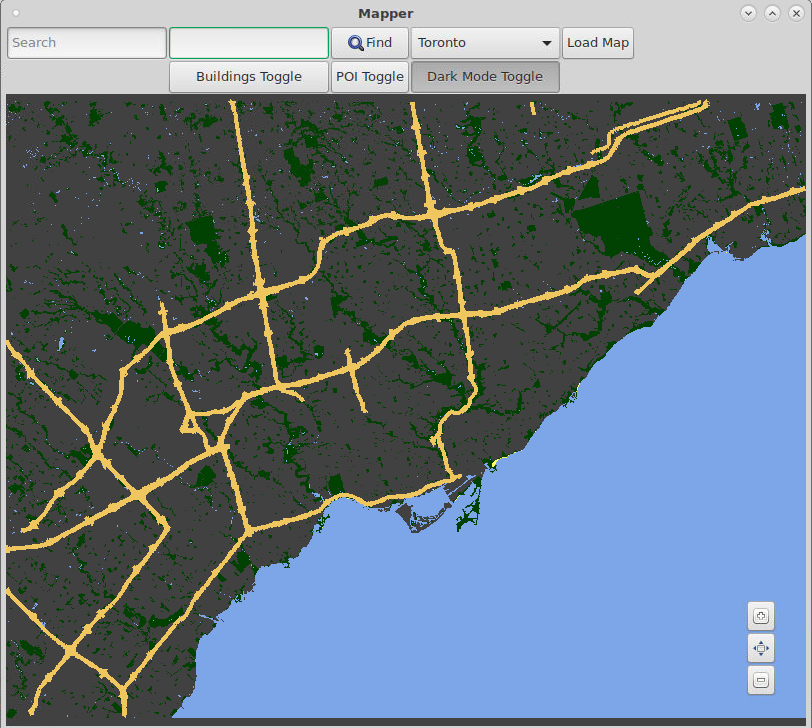 Mapper
Search
Find
Toronto
Load Map
Buildings Toggle
POI Toggle
Dark Mode Toggle